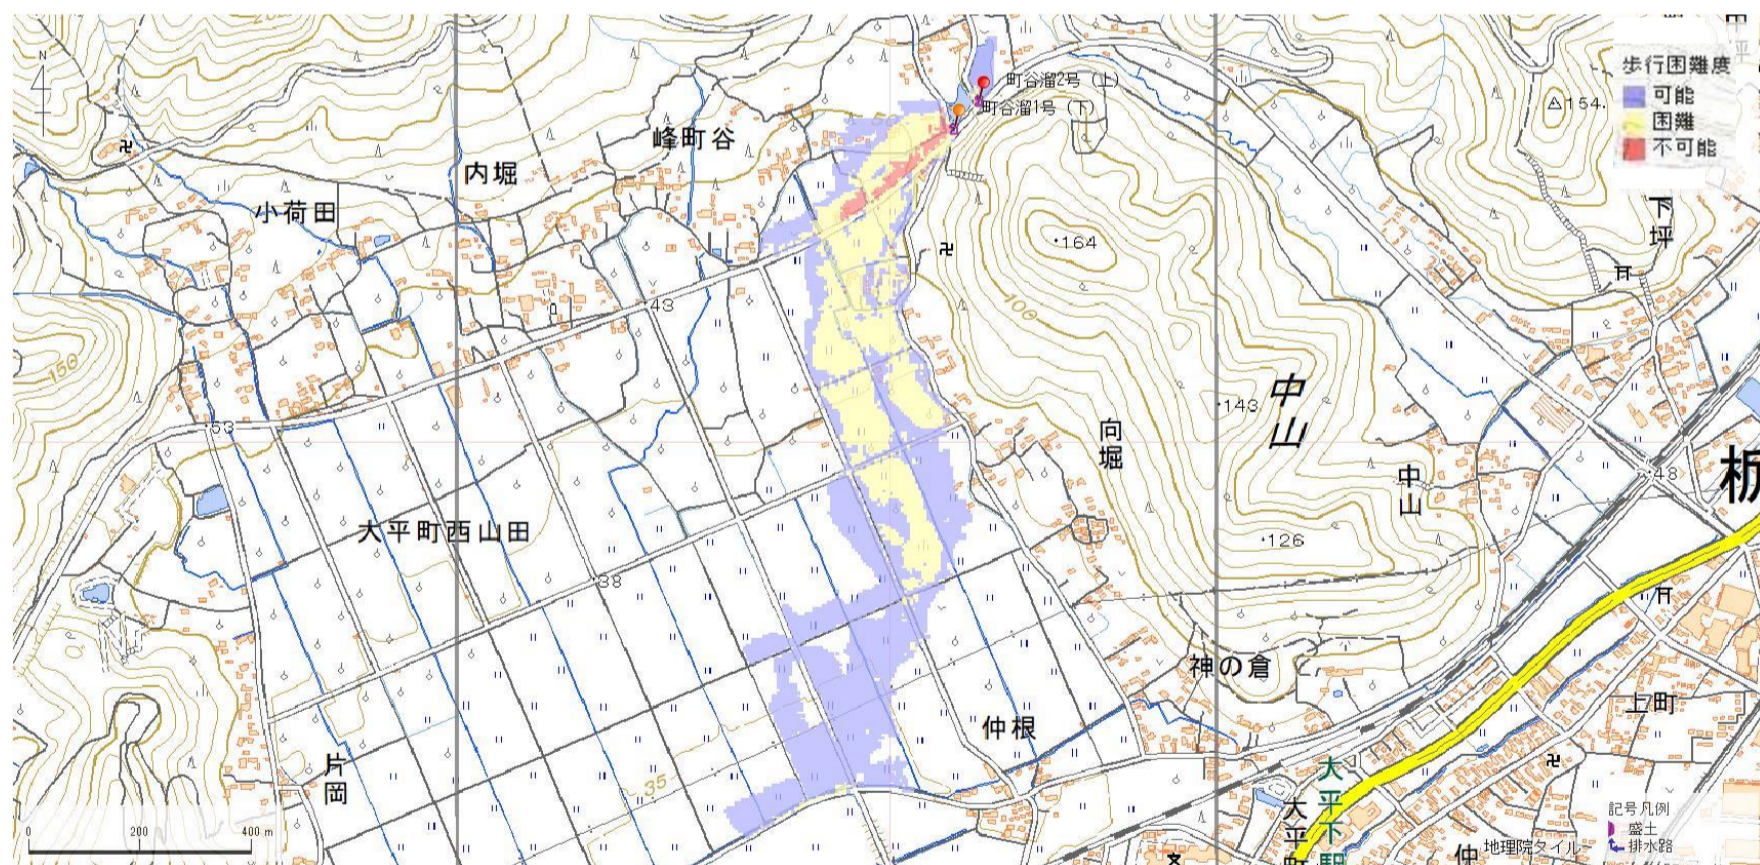 N
町谷溜2号（上）
町谷溜1号（下）
歩行困難度
可能
困難
不可能
154.
峰町谷
内堀
小荷田
下坪
164
100
43
150
中山
143
向堀
53
中山
48
栃
大平町西山田
126
38
神の倉
上町
仲根
片岡
35
大平下駅
大平町
仲
0 200 400 m
記号凡例
盛土
排水路
地理院タイル